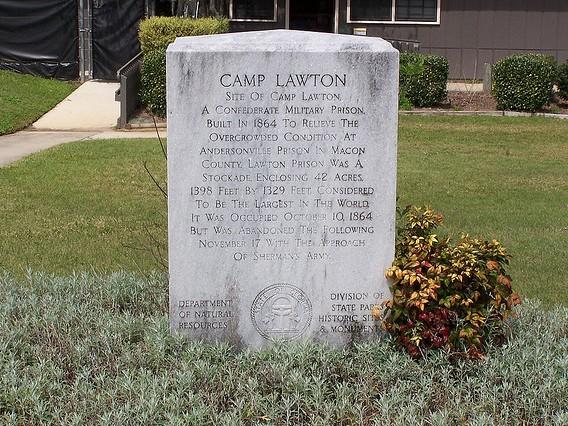 CAMP LAWTON
SITE OF CAMP LAWTON
A CONFEDERATE MILITARY PRISON,
BUILT IN 1864 TO RELIEVE THE
OVERCROWDED CONDITION AT
ANDERSONVILLE PRISON IN MACON
COUNTY. LAWTON PRISON WAS A
STOCKADE ENCLOSING 42 ACRES,
1398 FEET BY 1329 FEET, CONSIDERED
TO BE THE LARGEST IN THE WORLD.
IT WAS OCCUPIED OCTOBER 10, 1864
BUT WAS ABANDONED THE FOLLOWING
NOVEMBER 17, WITH THE APPROACH
OF SHERMAN'S ARMY.
DEPARTMENT
OF NATURAL
RESOURCES
DIVISION OF
STATE PARKS
HISTORIC SITES
& MONUMENTS